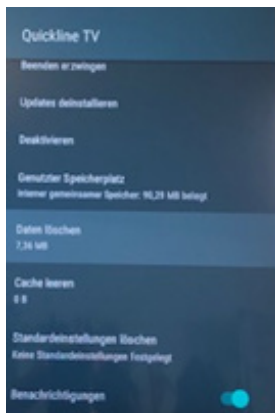 Quickline TV
Beenden erzwingen
Updates deinstallieren
Deaktivieren
Genutzter Speicherplatz
Interner gemeinsamer Speicher: 90,29 MB belegt
Daten löschen
7,36 MB
Cache leeren
0 B
Standardeinstellungen löschen
Keine Standardeinstellungen festgelegt
Benachrichtigungen